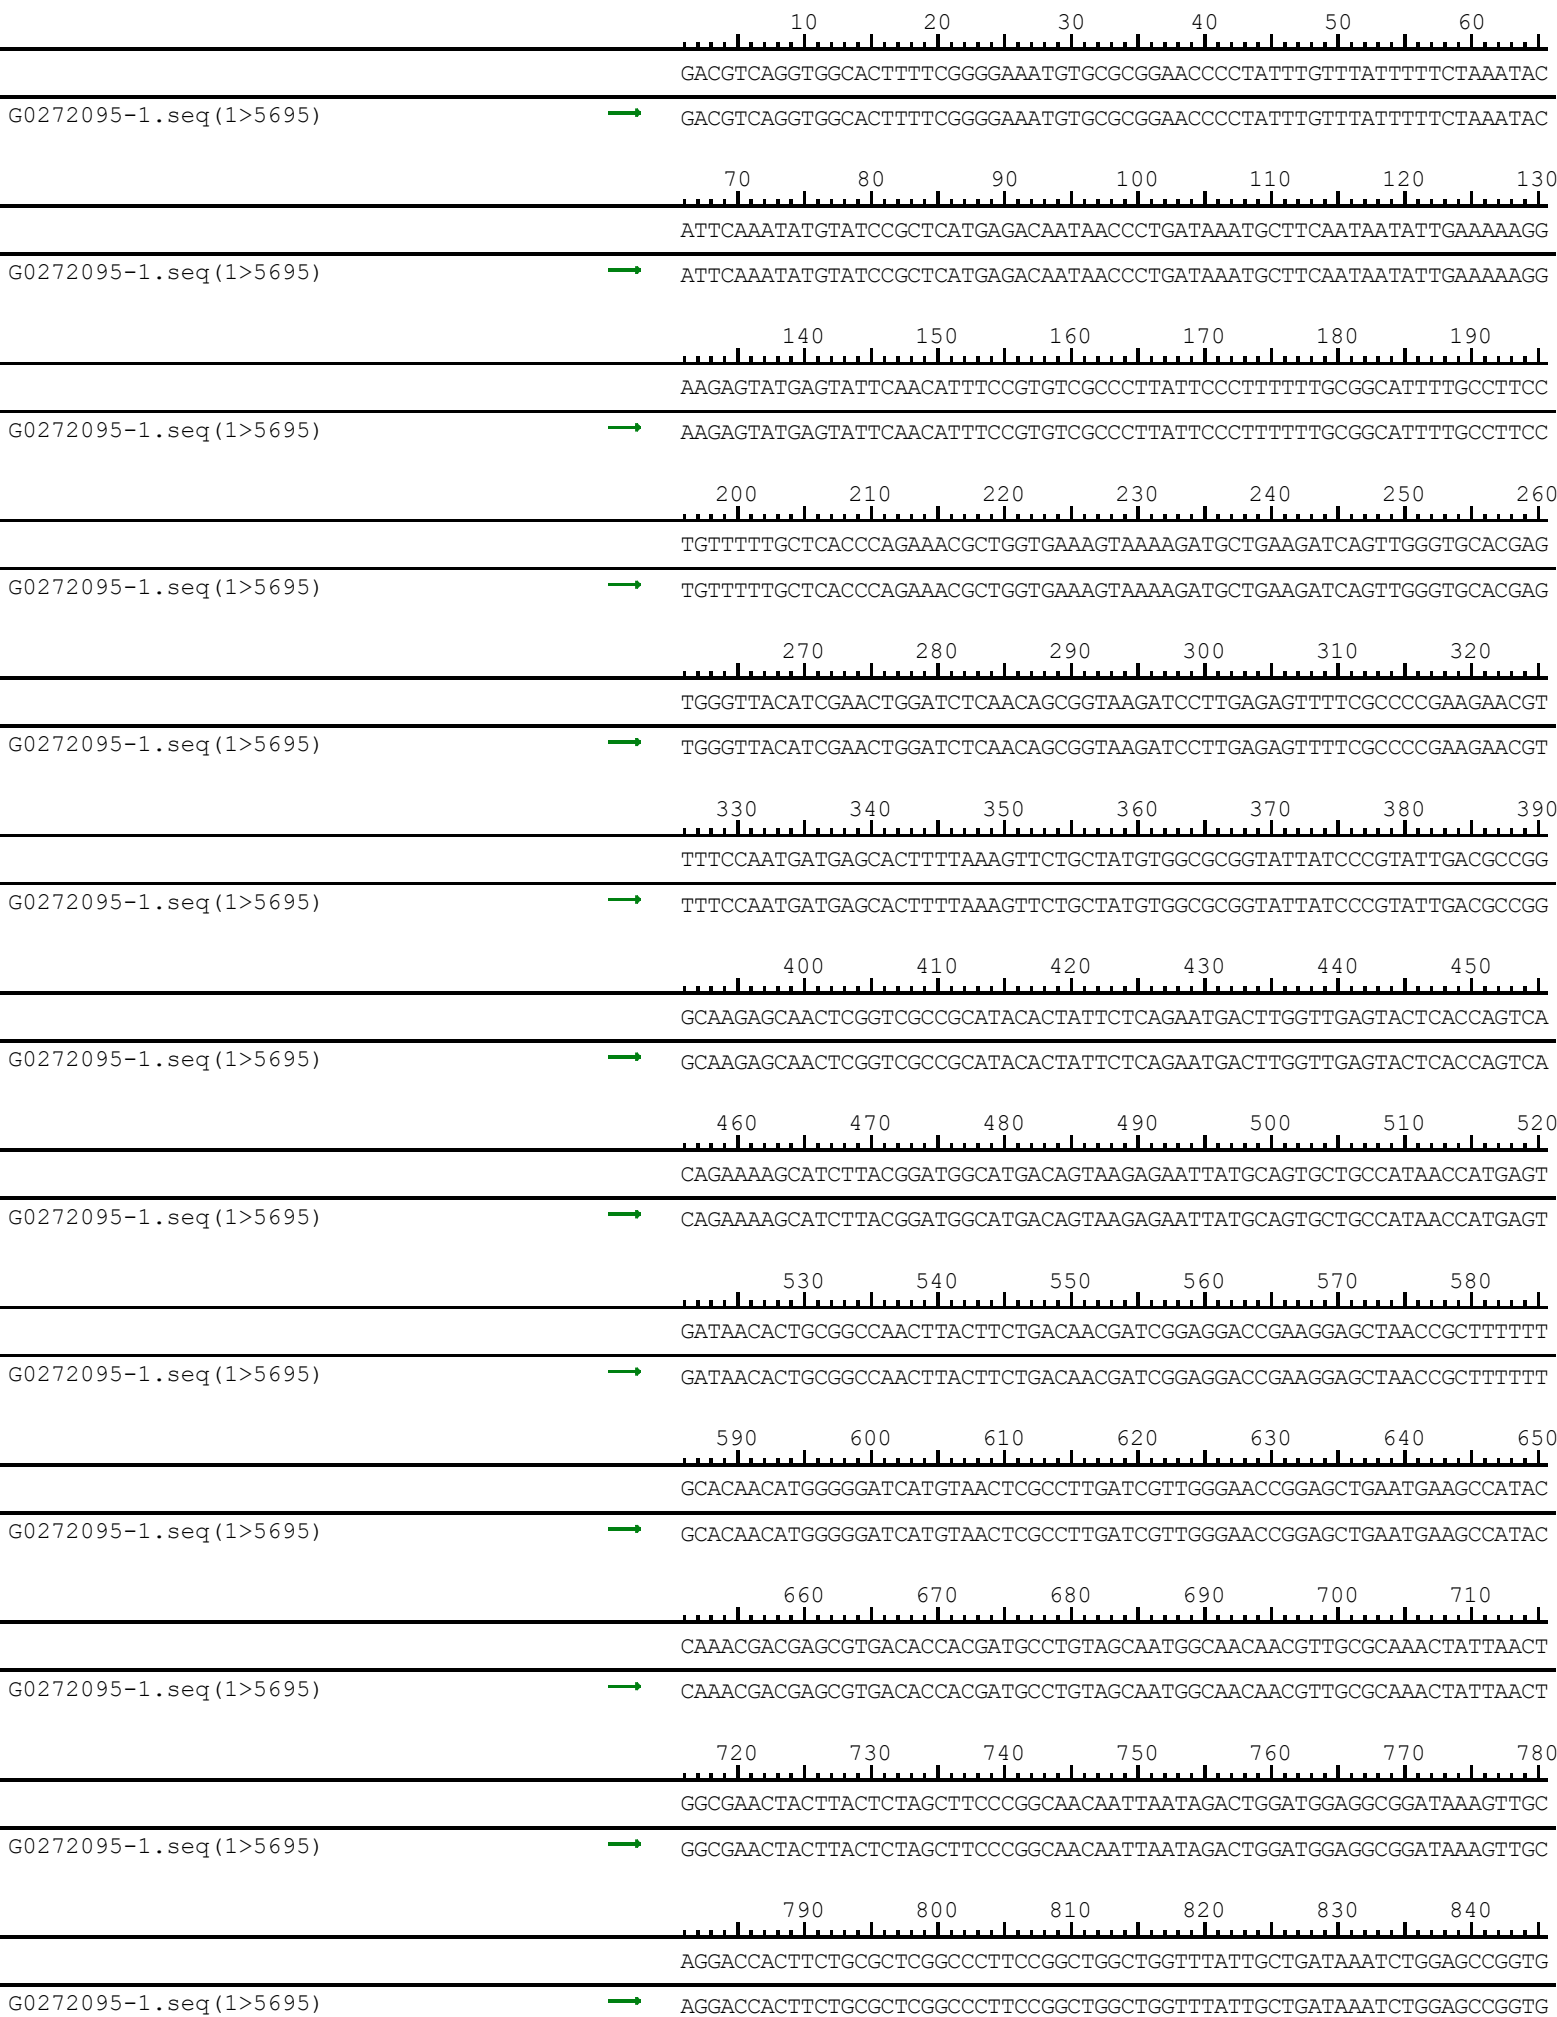 10 20 30 40 50 60
GACGTCAGGTGGCACTTTTCGGGGAAATGTGCGCGGAACCCCTATTTGTTTATTTTTCTAAATAC
G0272095-1.seq(1>5695) GACGTCAGGTGGCACTTTTCGGGGAAATGTGCGCGGAACCCCTATTTGTTTATTTTTCTAAATAC
70 80 90 100 110 120 130
ATTCAAATATGTATCCGCTCATGAGACAATAACCCTGATAAATGCTTCAATAATATTGAAAAAGG
G0272095-1.seq(1>5695) ATTCAAATATGTATCCGCTCATGAGACAATAACCCTGATAAATGCTTCAATAATATTGAAAAAGG
140 150 160 170 180 190
AAGAGTATGAGTATTCAACATTTCCGTGTCGCCCTTATTCCCTTTTTTGCGGCATTTTGCCTTCC
G0272095-1.seq(1>5695) AAGAGTATGAGTATTCAACATTTCCGTGTCGCCCTTATTCCCTTTTTTGCGGCATTTTGCCTTCC
200 210 220 230 240 250 260
TGTTTTTGCTCACCCAGAAACGCTGGTGAAAGTAAAAGATGCTGAAGATCAGTTGGGTGCACGAG
G0272095-1.seq(1>5695) TGTTTTTGCTCACCCAGAAACGCTGGTGAAAGTAAAAGATGCTGAAGATCAGTTGGGTGCACGAG
270 280 290 300 310 320
TGGGTTACATCGAACTGGATCTCAACAGCGGTAAGATCCTTGAGAGTTTTCGCCCCGAAGAACGT
G0272095-1.seq(1>5695) TGGGTTACATCGAACTGGATCTCAACAGCGGTAAGATCCTTGAGAGTTTTCGCCCCGAAGAACGT
330 340 350 360 370 380 390
TTTCCAATGATGAGCACTTTTAAAGTTCTGCTATGTGGCGCGGTATTATCCCGTATTGACGCCGG
G0272095-1.seq(1>5695) TTTCCAATGATGAGCACTTTTAAAGTTCTGCTATGTGGCGCGGTATTATCCCGTATTGACGCCGG
400 410 420 430 440 450
GCAAGAGCAACTCGGTCGCCGCATACACTATTCTCAGAATGACTTGGTTGAGTACTCACCAGTCA
G0272095-1.seq(1>5695) GCAAGAGCAACTCGGTCGCCGCATACACTATTCTCAGAATGACTTGGTTGAGTACTCACCAGTCA
460 470 480 490 500 510 520
CAGAAAAGCATCTTACGGATGGCATGACAGTAAGAGAATTATGCAGTGCTGCCATAACCATGAGT
G0272095-1.seq(1>5695) CAGAAAAGCATCTTACGGATGGCATGACAGTAAGAGAATTATGCAGTGCTGCCATAACCATGAGT
530 540 550 560 570 580
GATAACACTGCGGCCAACTTACTTCTGACAACGATCGGAGGACCGAAGGAGCTAACCGCTTTTTT
G0272095-1.seq(1>5695) GATAACACTGCGGCCAACTTACTTCTGACAACGATCGGAGGACCGAAGGAGCTAACCGCTTTTTT
590 600 610 620 630 640 650
GCACAACATGGGGGATCATGTAACTCGCCTTGATCGTTGGGAACCGGAGCTGAATGAAGCCATAC
G0272095-1.seq(1>5695) GCACAACATGGGGGATCATGTAACTCGCCTTGATCGTTGGGAACCGGAGCTGAATGAAGCCATAC
660 670 680 690 700 710
CAAACGACGAGCGTGACACCACGATGCCTGTAGCAATGGCAACAACGTTGCGCAAACTATTAACT
G0272095-1.seq(1>5695) CAAACGACGAGCGTGACACCACGATGCCTGTAGCAATGGCAACAACGTTGCGCAAACTATTAACT
720 730 740 750 760 770 780
GGCGAACTACTTACTCTAGCTTCCCGGCAACAATTAATAGACTGGATGGAGGCGGATAAAGTTGC
G0272095-1.seq(1>5695) GGCGAACTACTTACTCTAGCTTCCCGGCAACAATTAATAGACTGGATGGAGGCGGATAAAGTTGC
790 800 810 820 830 840
AGGACCACTTCTGCGCTCGGCCCTTCCGGCTGGCTGGTTTATTGCTGATAAATCTGGAGCCGGTG
G0272095-1.seq(1>5695) AGGACCACTTCTGCGCTCGGCCCTTCCGGCTGGCTGGTTTATTGCTGATAAATCTGGAGCCGGTG